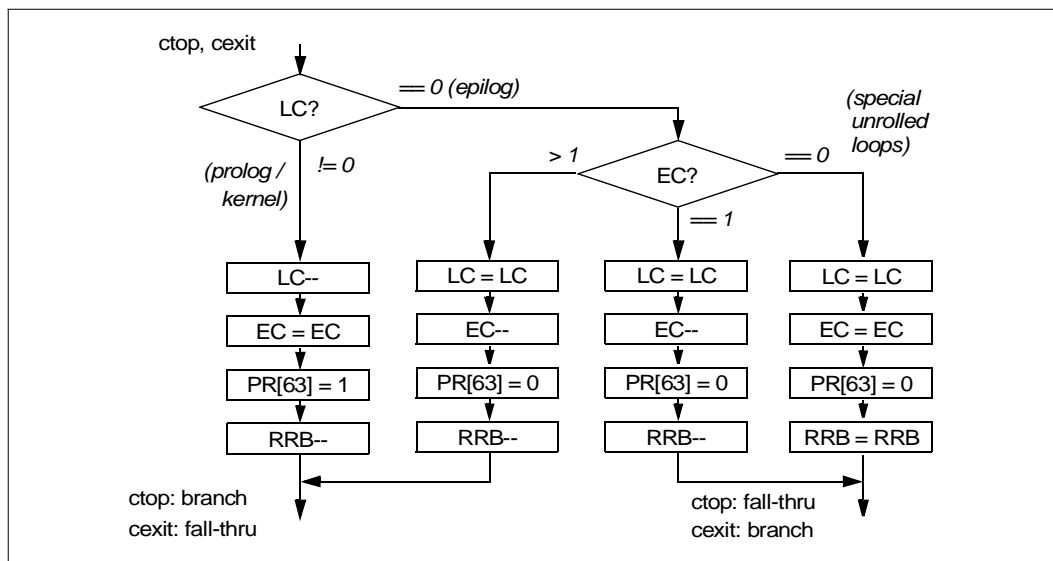 ctop, cexit
LC?
== 0 (epilog)
(special
unrolled
loops)
(prolog /
kernel)
!= 0
> 1
EC?
== 0
== 1
LC--
EC = EC
PR[63] = 1
RRB--
LC = LC
EC--
PR[63] = 0
RRB--
LC = LC
EC--
PR[63] = 0
RRB--
LC = LC
EC = EC
PR[63] = 0
RRB = RRB
ctop: branch
cexit: fall-thru
ctop: fall-thru
cexit: branch